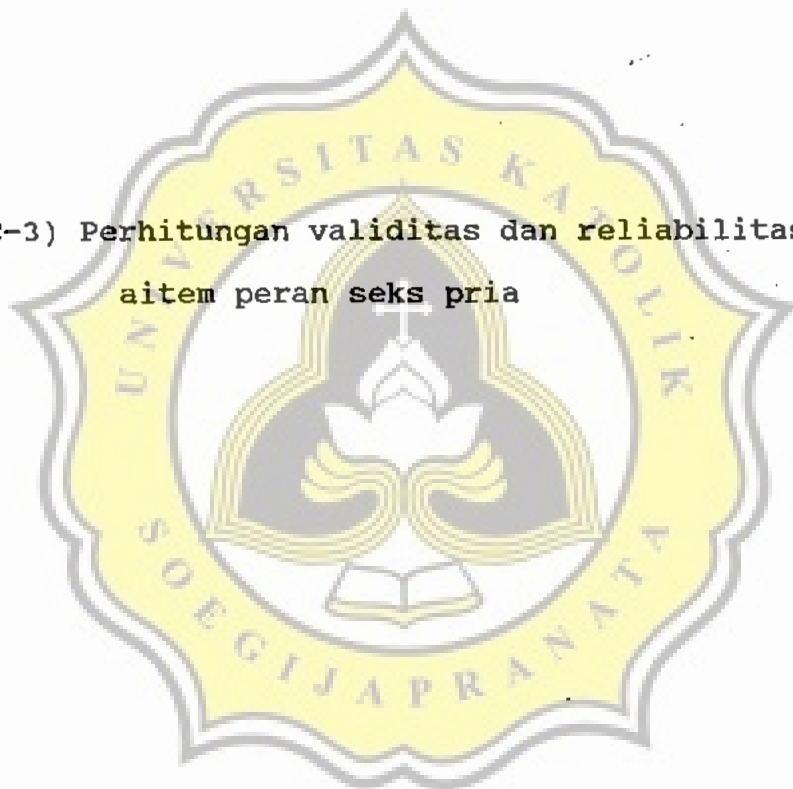 -3) Perhitungan validitas dan reliabilitas
aitem peran seks pria
UNIVERSITAS KATOLIK
SOEGIJAPRANATA